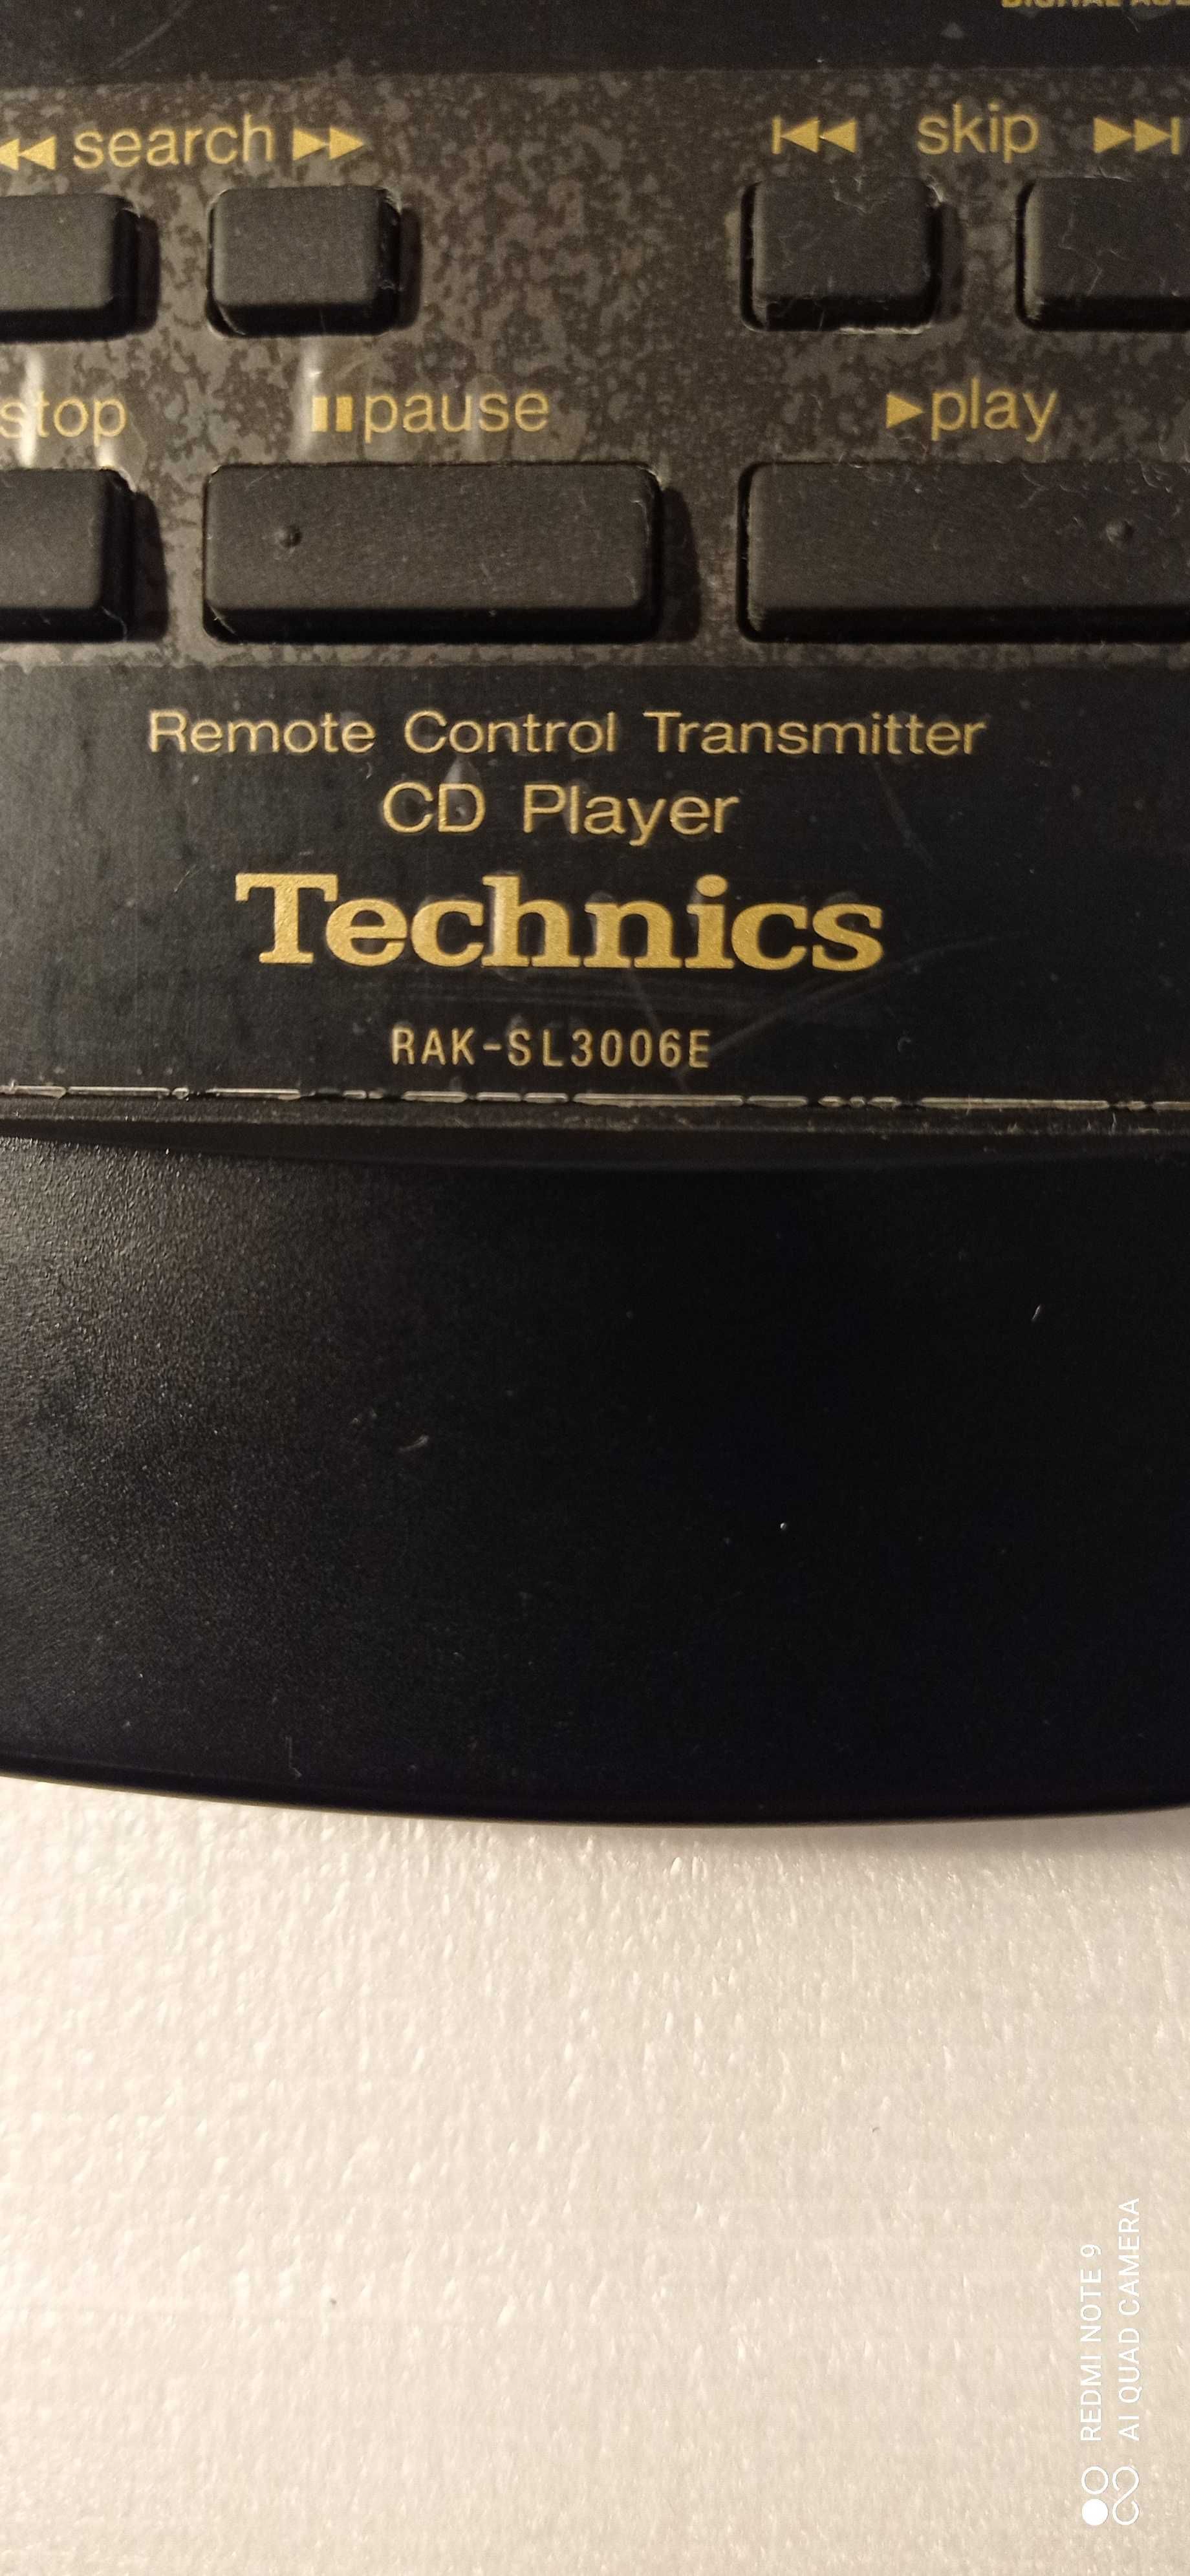 DIGITAL
◀◀ search ▶▶
|◀◀ skip ▶▶|
stop
▮▮pause
▶play
Remote Control Transmitter
CD Player
Technics
RAK-SL3006E
REDMI NOTE 9
AI QUAD CAMERA